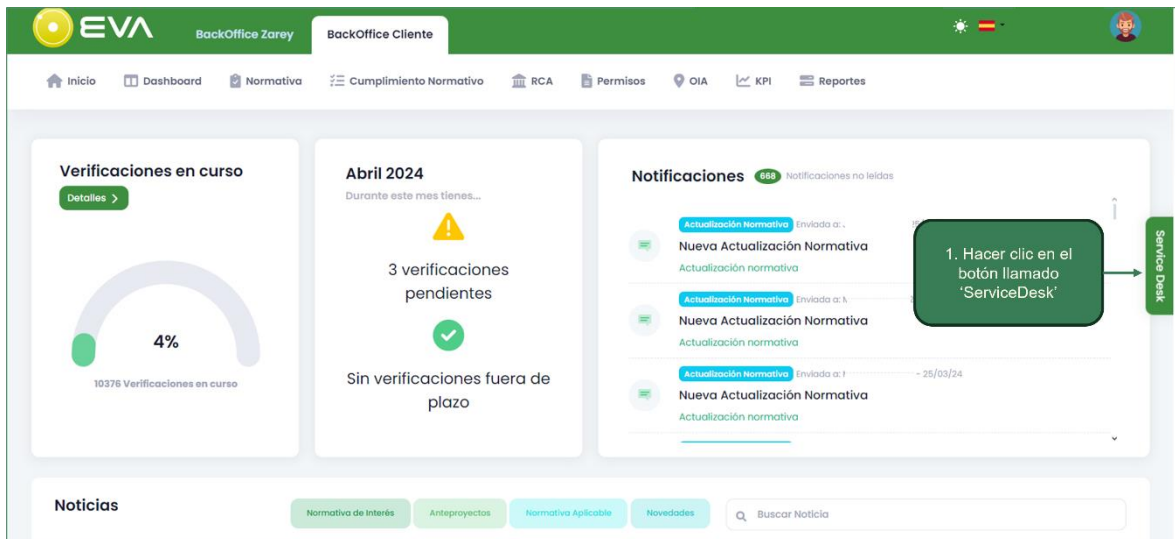 EVA
BackOffice Zarey
BackOffice Cliente
Inicio
Dashboard
Normativa
Cumplimiento Normativo
RCA
Permisos
OIA
KPI
Reportes
Verificaciones en curso
Detalles >
4%
10376 Verificaciones en curso
Abril 2024
Durante este mes tienes...
3 verificaciones
pendientes
Sin verificaciones fuera de
plazo
Notificaciones 668 Notificaciones no leídas
Actualización Normativa Enviada a:
Nueva Actualización Normativa
Actualización normativa
Actualización Normativa Enviada a:
Nueva Actualización Normativa
Actualización normativa
Actualización Normativa Enviada a: - 25/03/24
Nueva Actualización Normativa
Actualización normativa
1. Hacer clic en el
botón llamado
‘ServiceDesk’
Service Desk
Noticias
Normativa de Interés
Anteproyectos
Normativa Aplicable
Novedades
Buscar Noticia